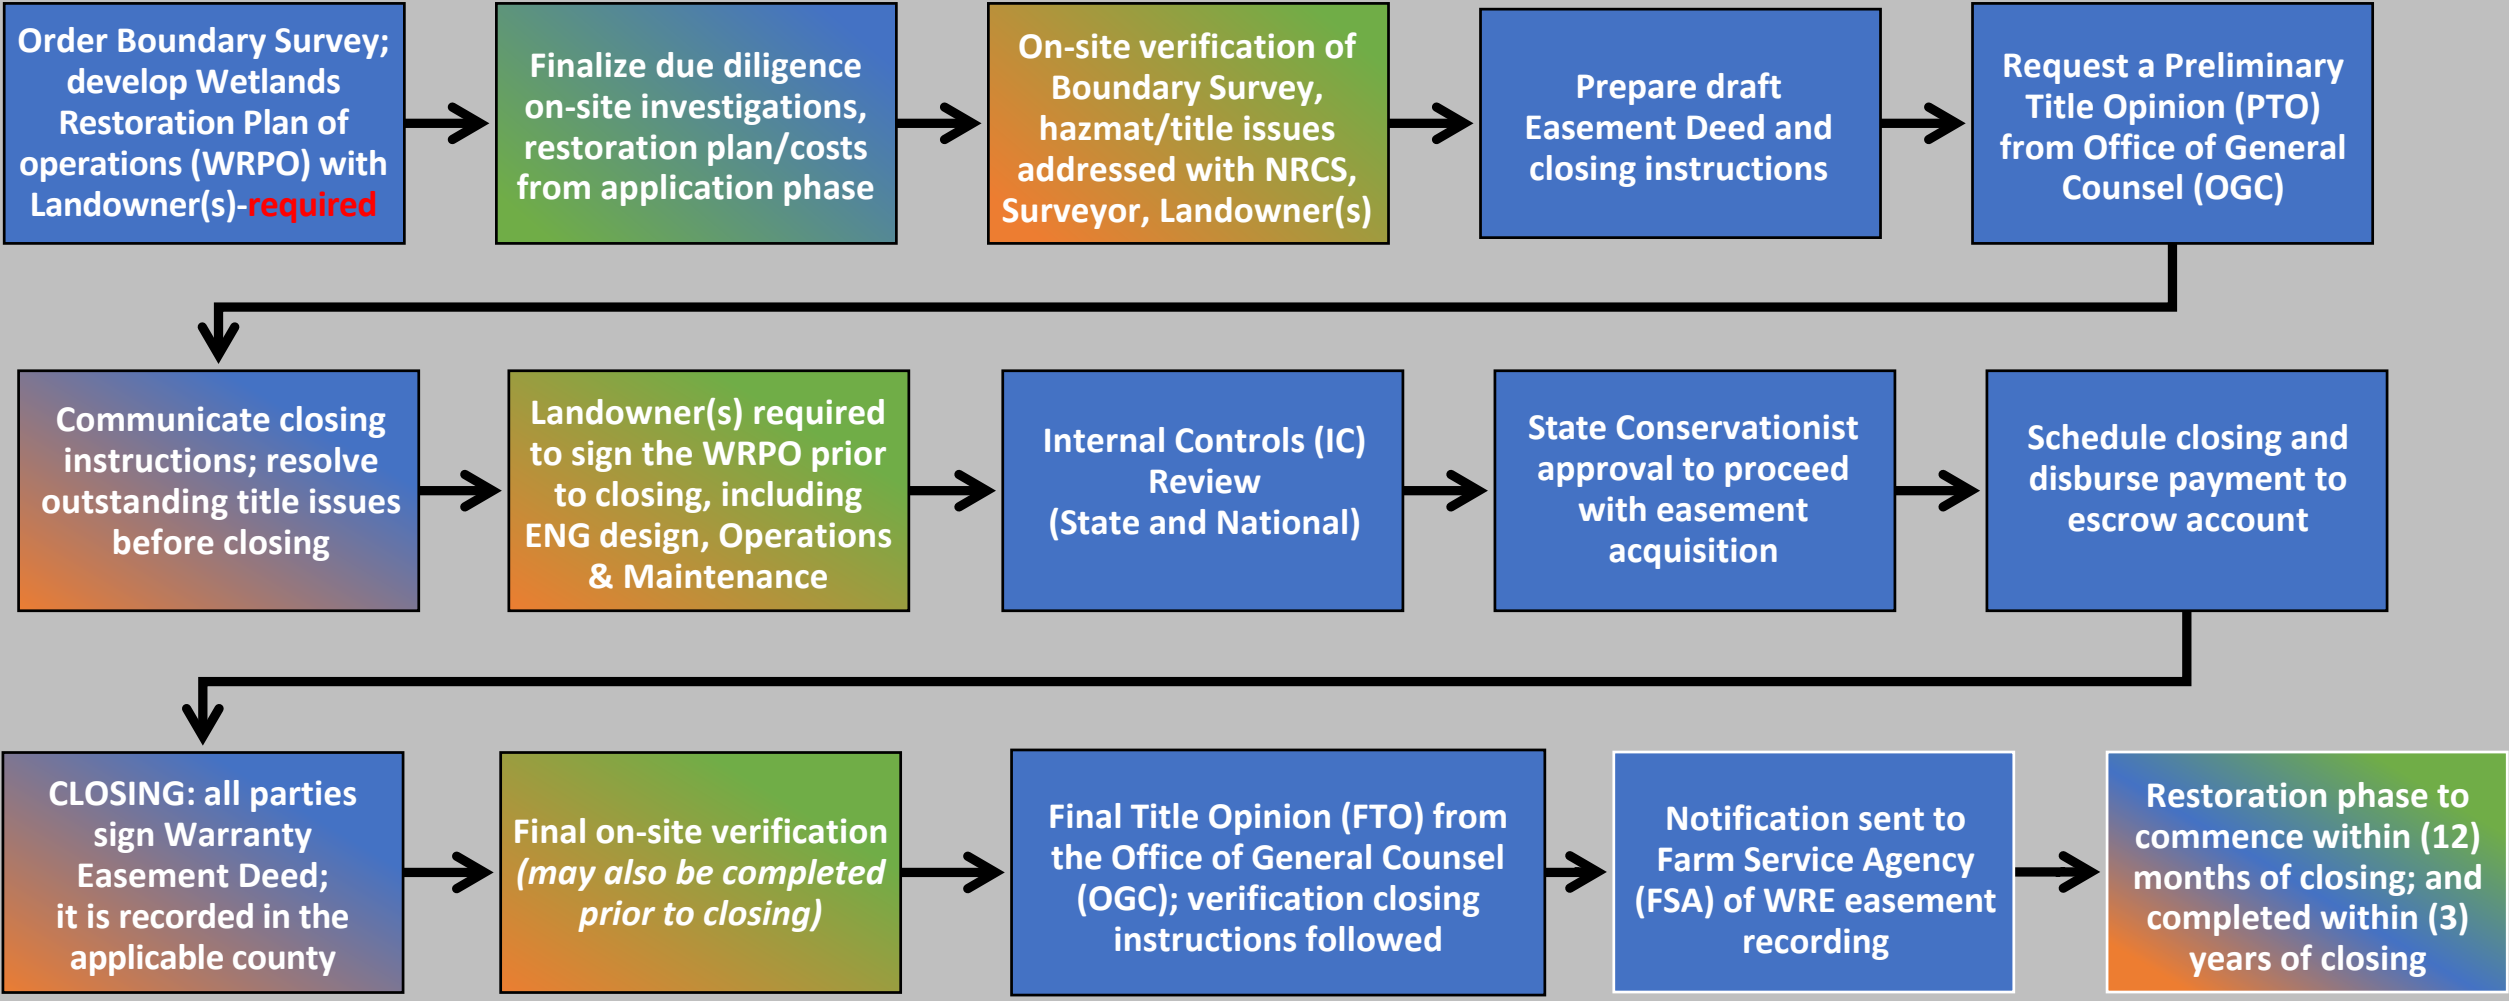 Order Boundary Survey;
develop Wetlands
Restoration Plan of
operations (WRPO) with
Landowner(s)-required
Finalize due diligence
on-site investigations,
restoration plan/costs
from application phase
On-site verification of
Boundary Survey,
hazmat/title issues
addressed with NRCS,
Surveyor, Landowner(s)
Prepare draft
Easement Deed and
closing instructions
Request a Preliminary
Title Opinion (PTO)
from Office of General
Counsel (OGC)
Communicate closing
instructions; resolve
outstanding title issues
before closing
Landowner(s) required
to sign the WRPO prior
to closing, including
ENG design, Operations
& Maintenance
Internal Controls (IC)
Review
(State and National)
State Conservationist
approval to proceed
with easement
acquisition
Schedule closing and
disburse payment to
escrow account
CLOSING: all parties
sign Warranty
Easement Deed;
it is recorded in the
applicable county
Final on-site verification
(may also be completed
prior to closing)
Final Title Opinion (FTO) from
the Office of General Counsel
(OGC); verification closing
instructions followed
Notification sent to
Farm Service Agency
(FSA) of WRE easement
recording
Restoration phase to
commence within (12)
months of closing; and
completed within (3)
years of closing